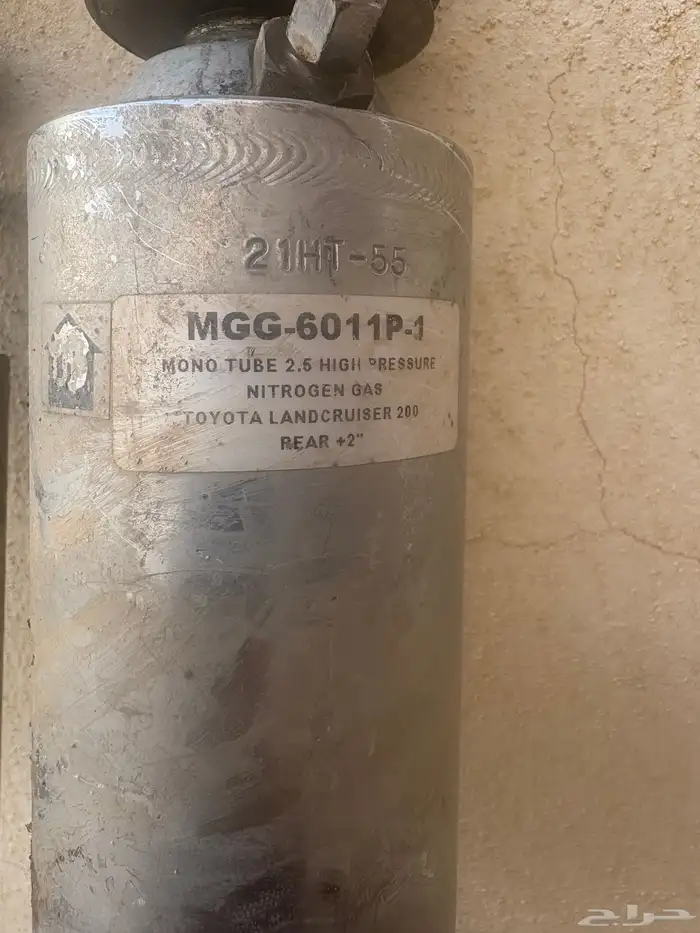 21HT-55
MGG-6011P-1
MONO TUBE 2.5 HIGH PRESSURE
NITROGEN GAS
TOYOTA LANDCRUISER 200
REAR +2"
حراج